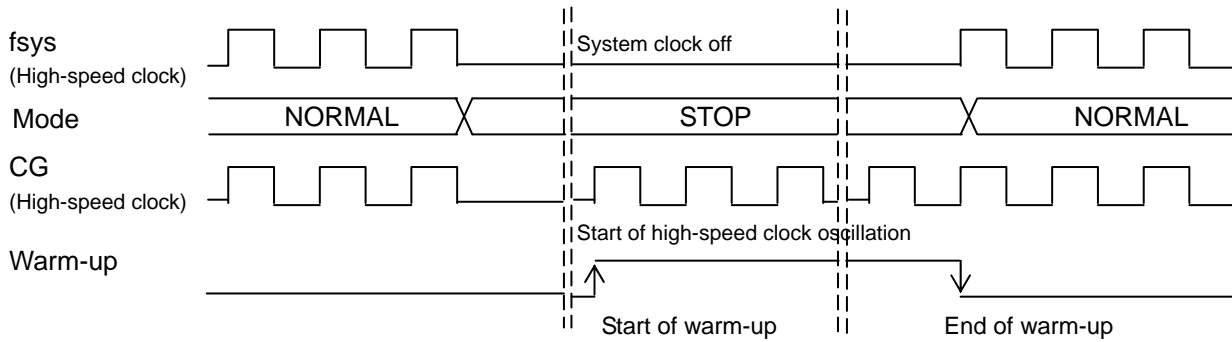 fsys
(High-speed clock)
System clock off
Mode
NORMAL
STOP
NORMAL
CG
(High-speed clock)
Start of high-speed clock oscillation
Warm-up
Start of warm-up
End of warm-up